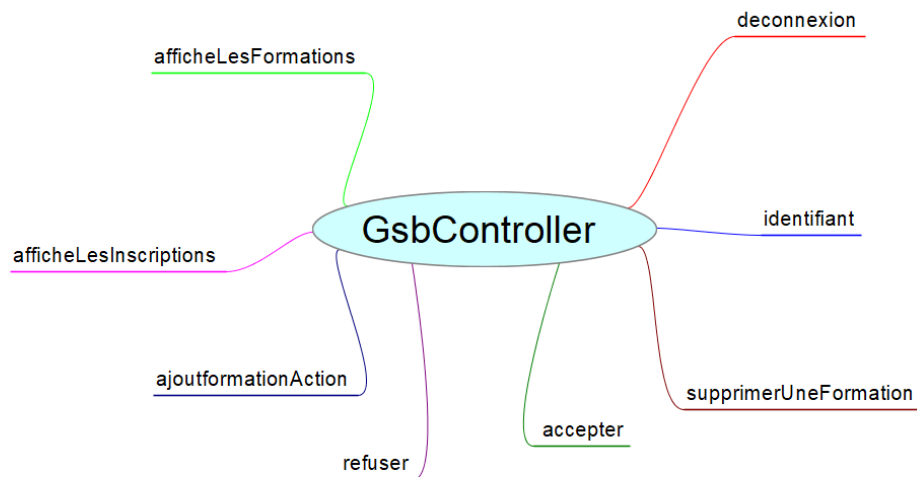 deconnexion
afficheLesFormations
identifiant
GsbController
afficheLesInscriptions
ajoutformationAction
supprimerUneFormation
accepter
refuser